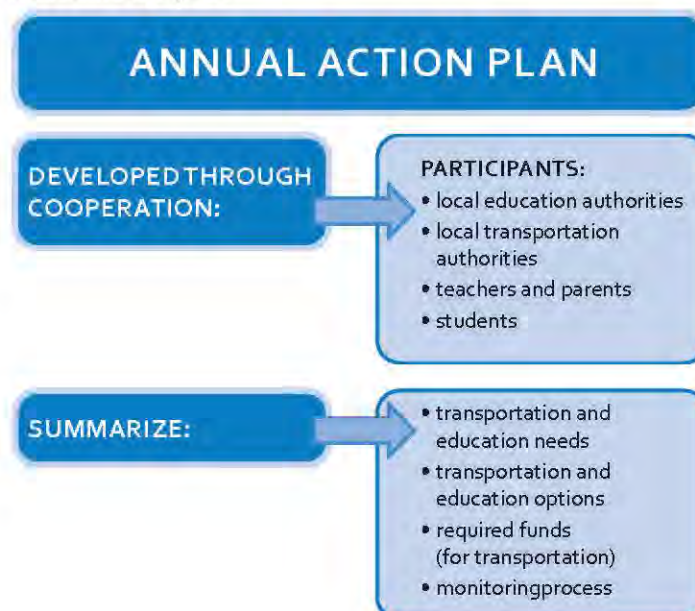 ANNUAL ACTION PLAN
DEVELOPED THROUGH
COOPERATION:
PARTICIPANTS:
• local education authorities
• local transportation
authorities
• teachers and parents
• students
SUMMARIZE:
• transportation and
education needs
• transportation and
education options
• required funds
(for transportation)
• monitoringprocess